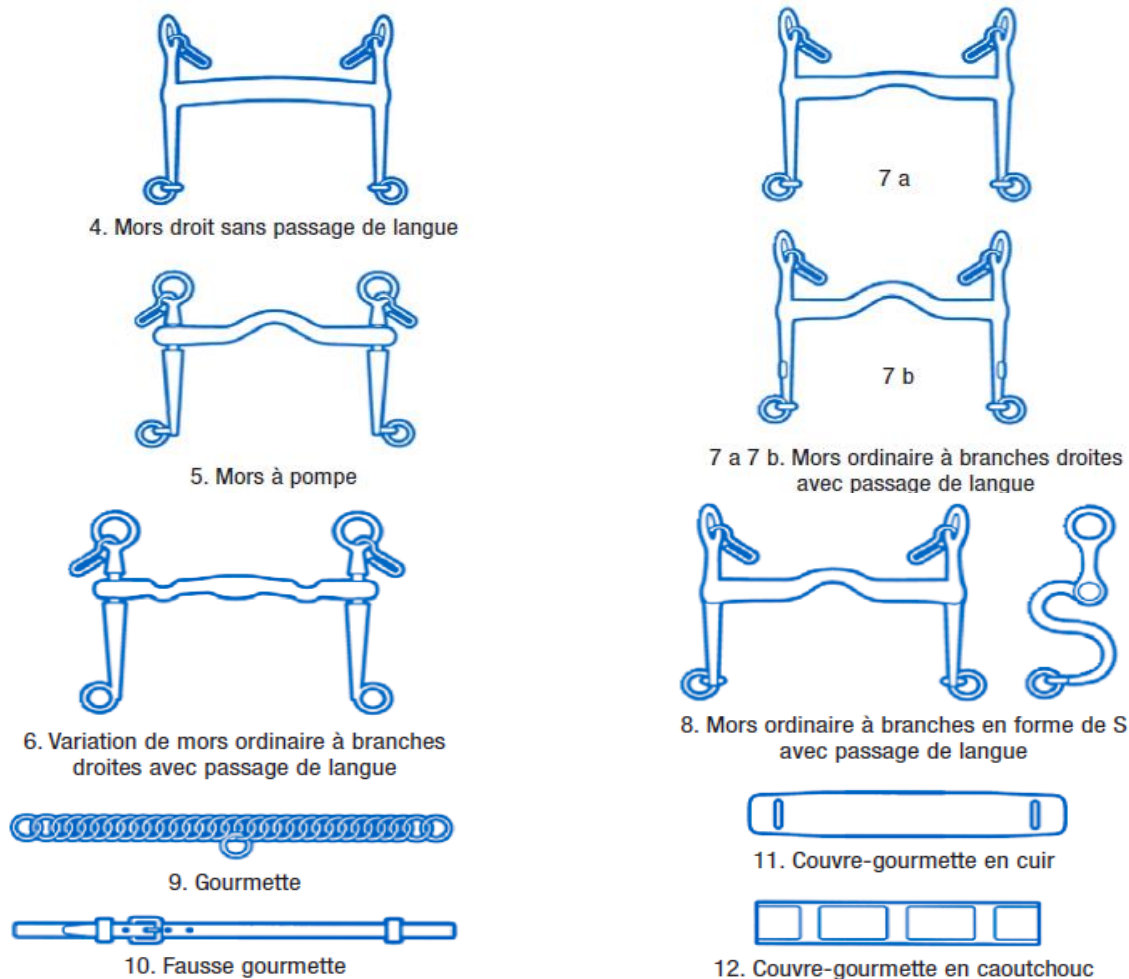 4. Mors droit sans passage de langue
5. Mors à pompe
6. Variation de mors ordinaire à branches
droites avec passage de langue
9. Gourmette
10. Fausse gourmette
7 a
7 b
7 a 7 b. Mors ordinaire à branches droites
avec passage de langue
8. Mors ordinaire à branches en forme de S
avec passage de langue
11. Couvre-gourmette en cuir
12. Couvre-gourmette en caoutchouc